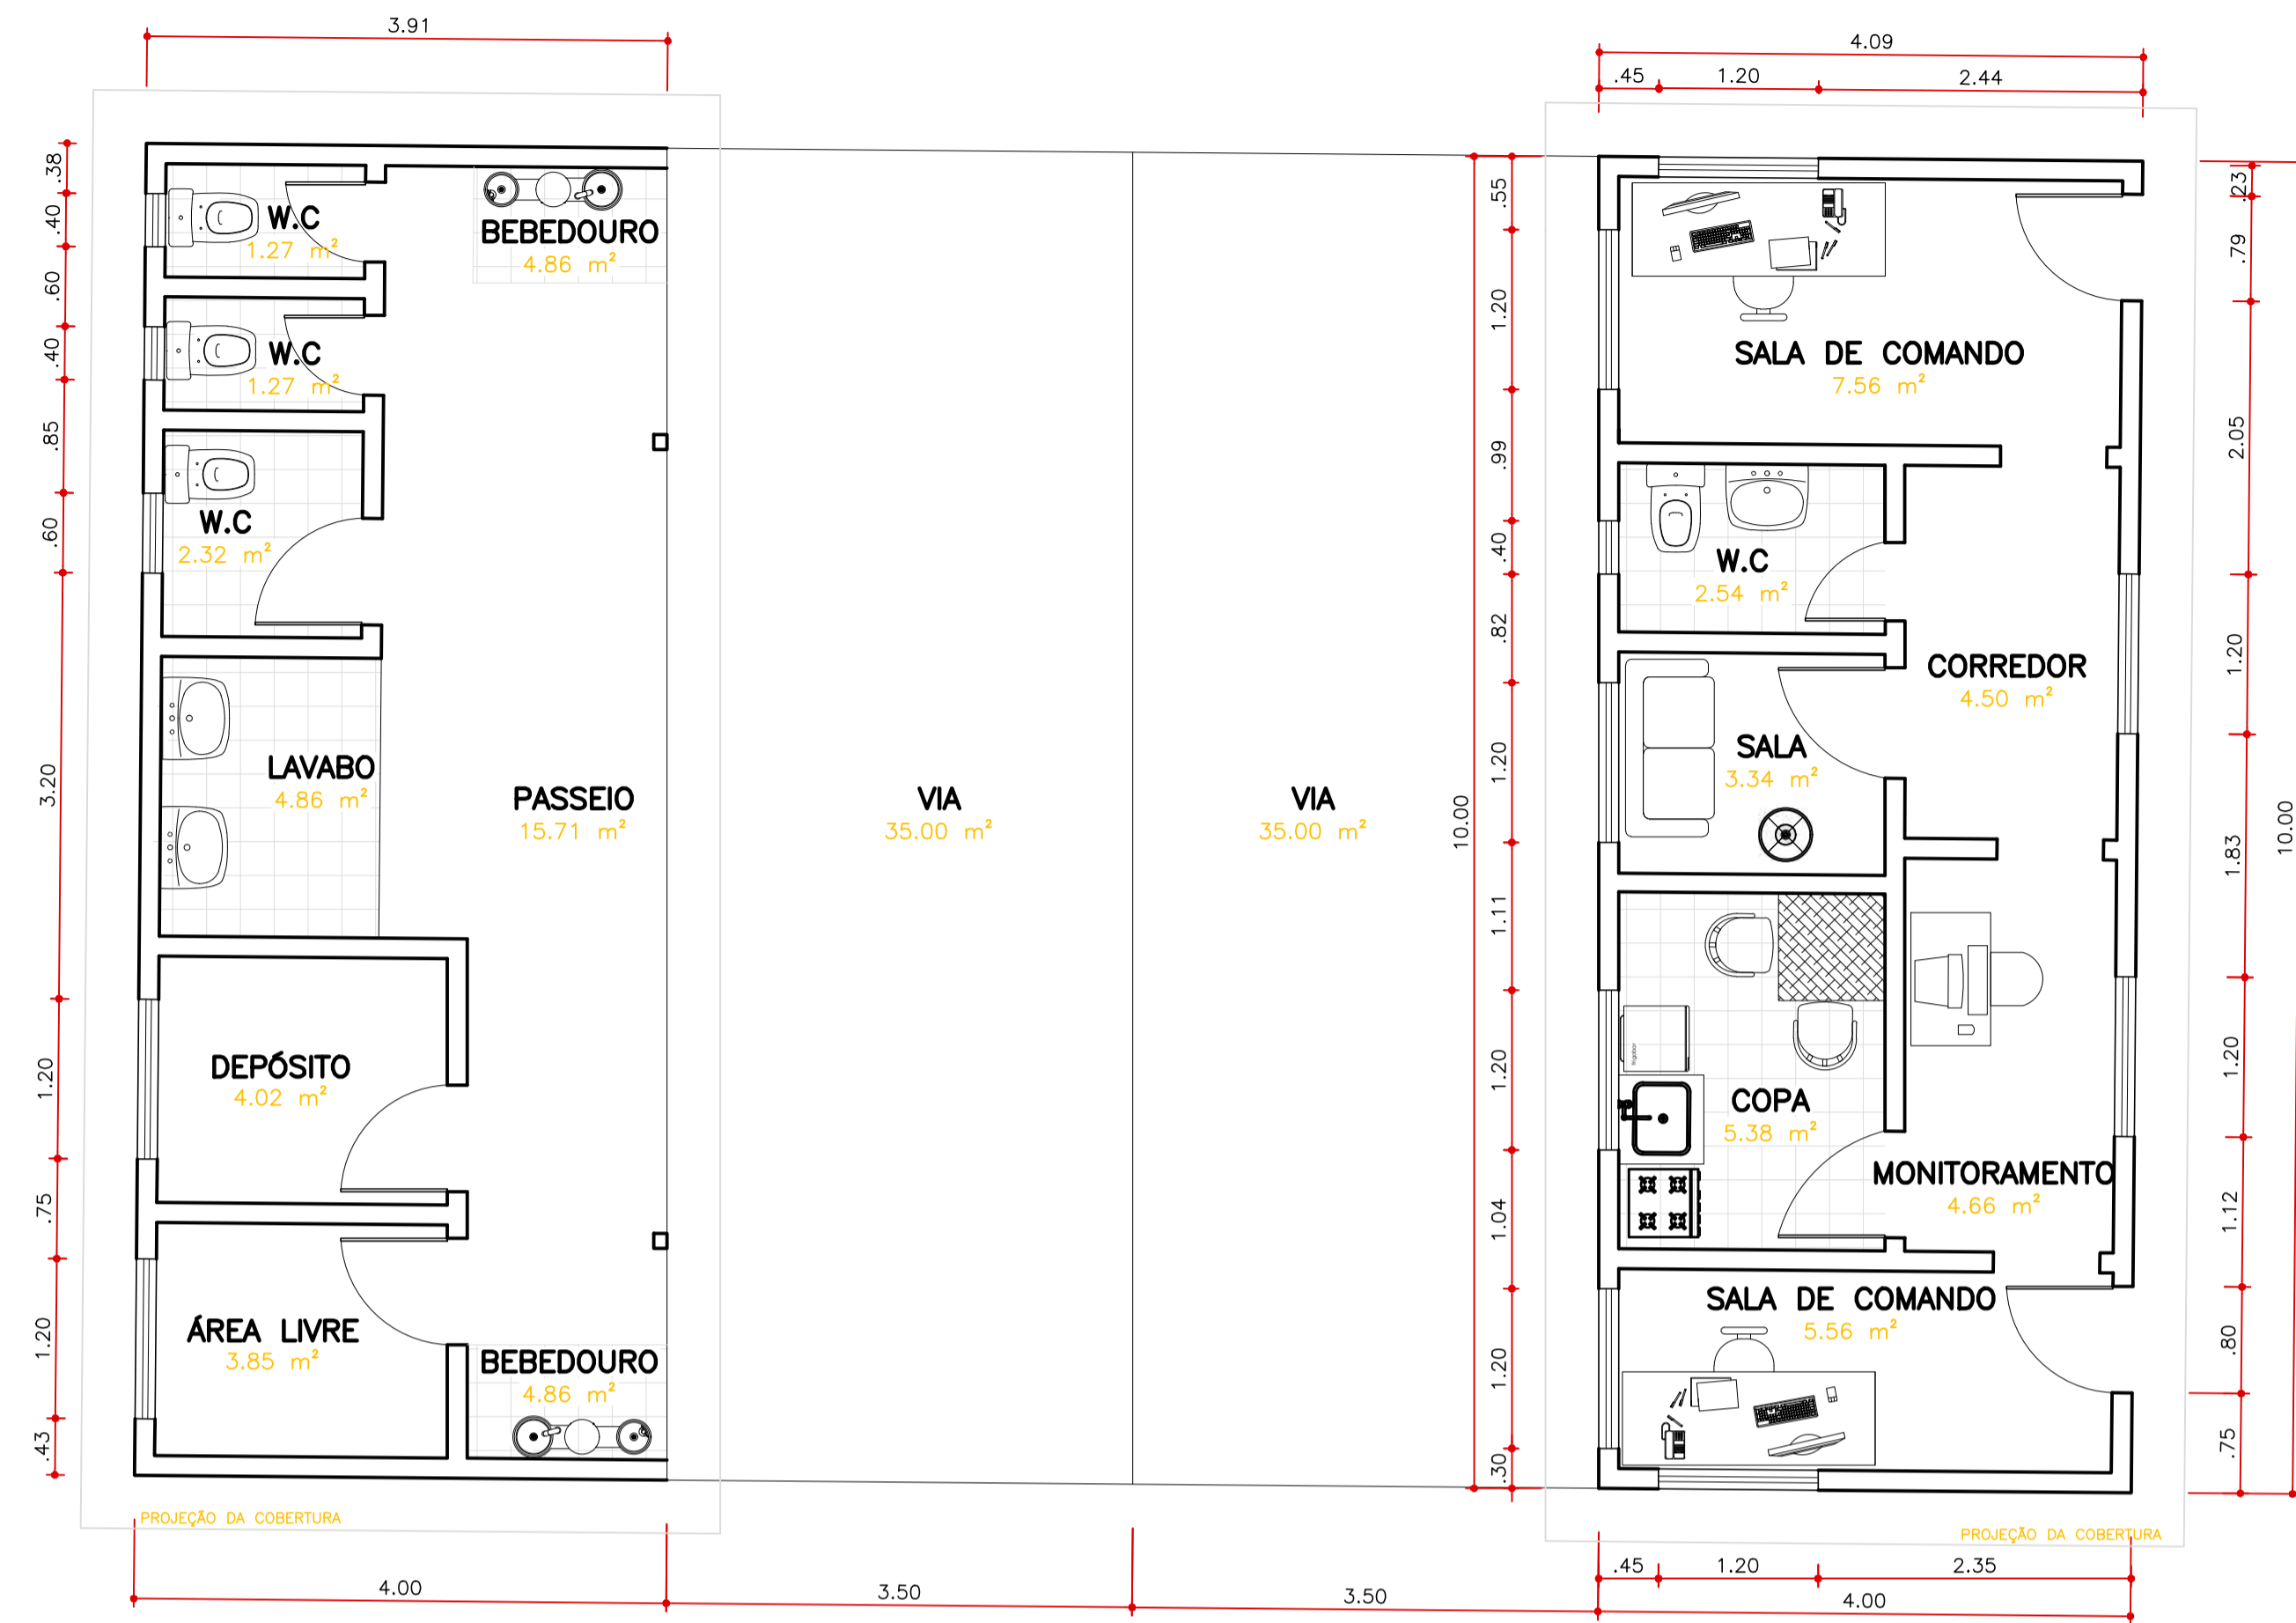 3.91
4.09
.45
1.20
2.44
.38
.40
.60
.40
.85
.60
3.20
1.20
.75
1.20
.43
W.C
1.27 m²
BEBEDOURO
4.86 m²
W.C
1.27 m²
W.C
2.32 m²
LAVABO
4.86 m²
PASSEIO
15.71 m²
DEPÓSITO
4.02 m²
ÁREA LIVRE
3.85 m²
BEBEDOURO
4.86 m²
PROJEÇÃO DA COBERTURA
VIA
35.00 m²
VIA
35.00 m²
10.00
.55
1.20
.99
.40
.82
1.20
1.11
1.20
1.04
1.20
.30
SALA DE COMANDO
7.56 m²
W.C
2.54 m²
CORREDOR
4.50 m²
SALA
3.34 m²
frigobar
COPA
5.38 m²
MONITORAMENTO
4.66 m²
SALA DE COMANDO
5.56 m²
PROJEÇÃO DA COBERTURA
.23
.79
2.05
1.20
1.83
1.20
1.12
.80
.75
10.00
4.00
3.50
3.50
.45
1.20
2.35
4.00